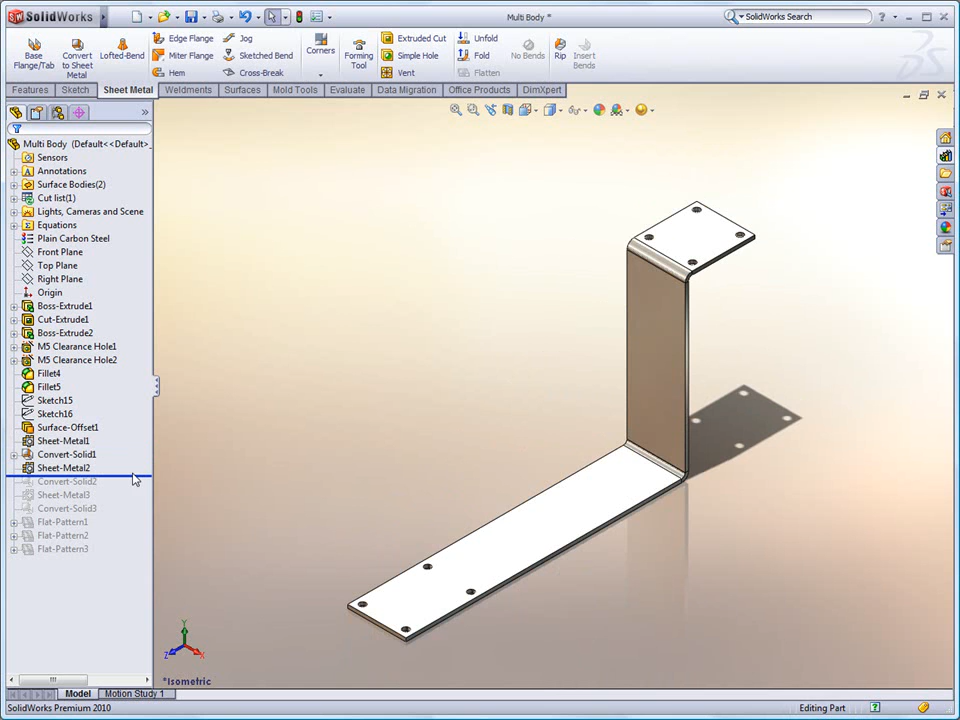 SolidWorks
Multi Body *
SolidWorks Search
Base Flange/Tab
Convert to Sheet Metal
Lofted-Bend
Edge Flange
Miter Flange
Hem
Jog
Sketched Bend
Cross-Break
Corners
Forming Tool
Extruded Cut
Simple Hole
Vent
Unfold
Fold
Flatten
No Bends
Rip
Insert Bends
Features
Sketch
Sheet Metal
Weldments
Surfaces
Mold Tools
Evaluate
Data Migration
Office Products
DimXpert
Multi Body (Default<<Default>_
Sensors
Annotations
Surface Bodies(2)
Cut list(1)
Lights, Cameras and Scene
Equations
Plain Carbon Steel
Front Plane
Top Plane
Right Plane
Origin
Boss-Extrude1
Cut-Extrude1
Boss-Extrude2
M5 Clearance Hole1
M5 Clearance Hole2
Fillet4
Fillet5
Sketch15
Sketch16
Surface-Offset1
Sheet-Metal1
Convert-Solid1
Sheet-Metal2
Convert-Solid2
Sheet-Metal3
Convert-Solid3
Flat-Pattern1
Flat-Pattern2
Flat-Pattern3
Y
Z
X
*Isometric
Model
Motion Study 1
SolidWorks Premium 2010
Editing Part